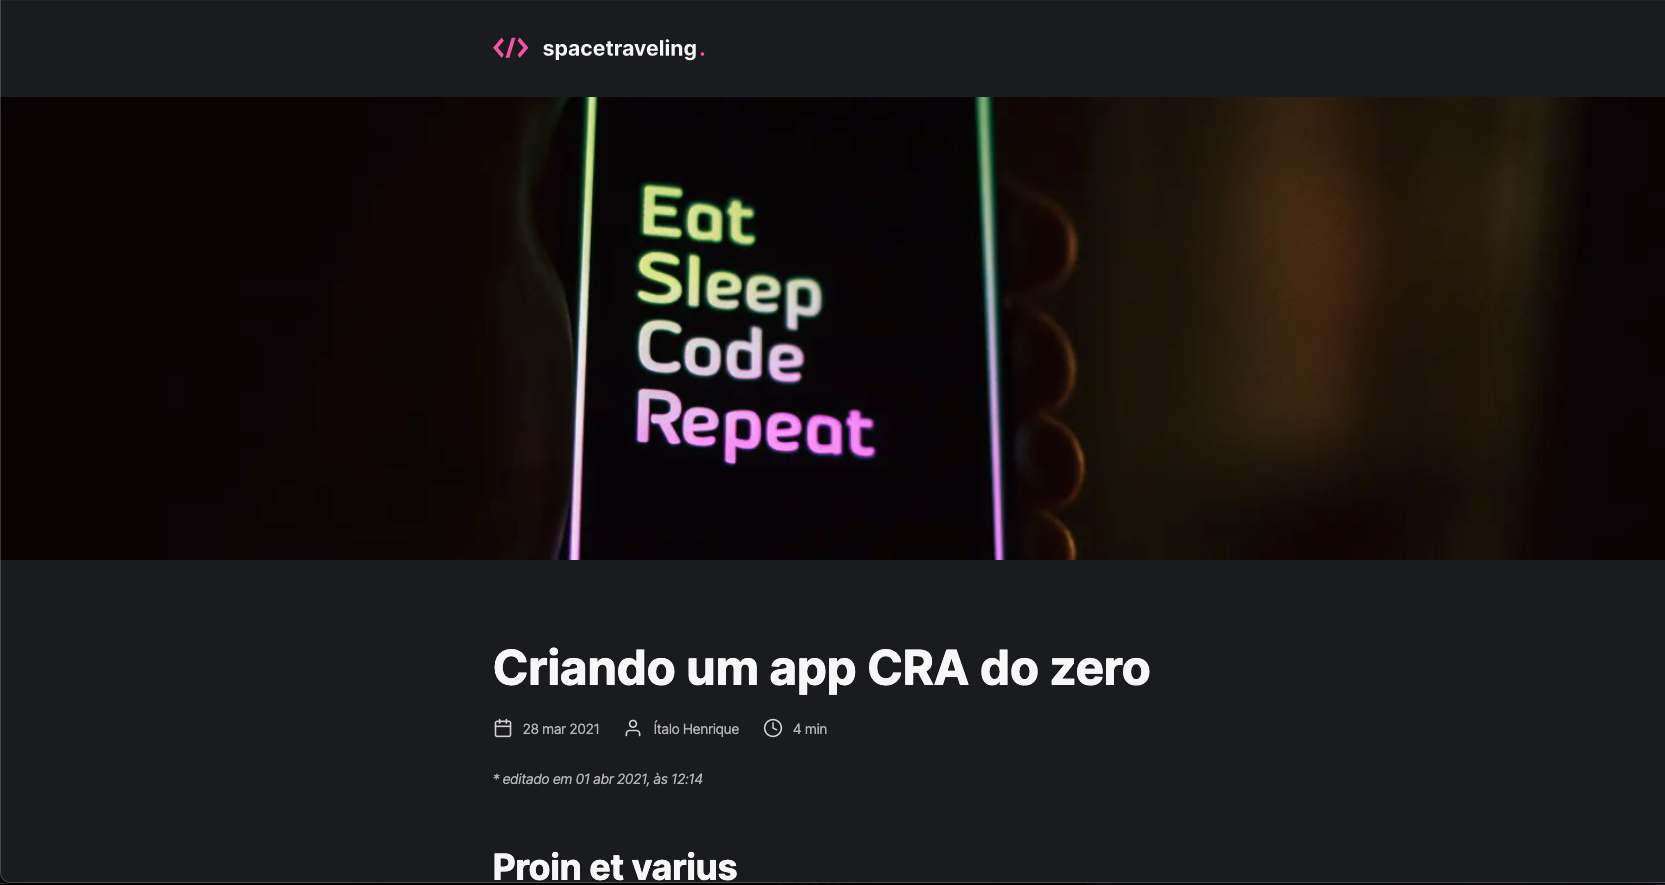 </> spacetraveling.
Eat
Sleep
Code
Repeat
Criando um app CRA do zero
28 mar 2021 Ítalo Henrique 4 min
* editado em 01 abr 2021, às 12:14
Proin et varius